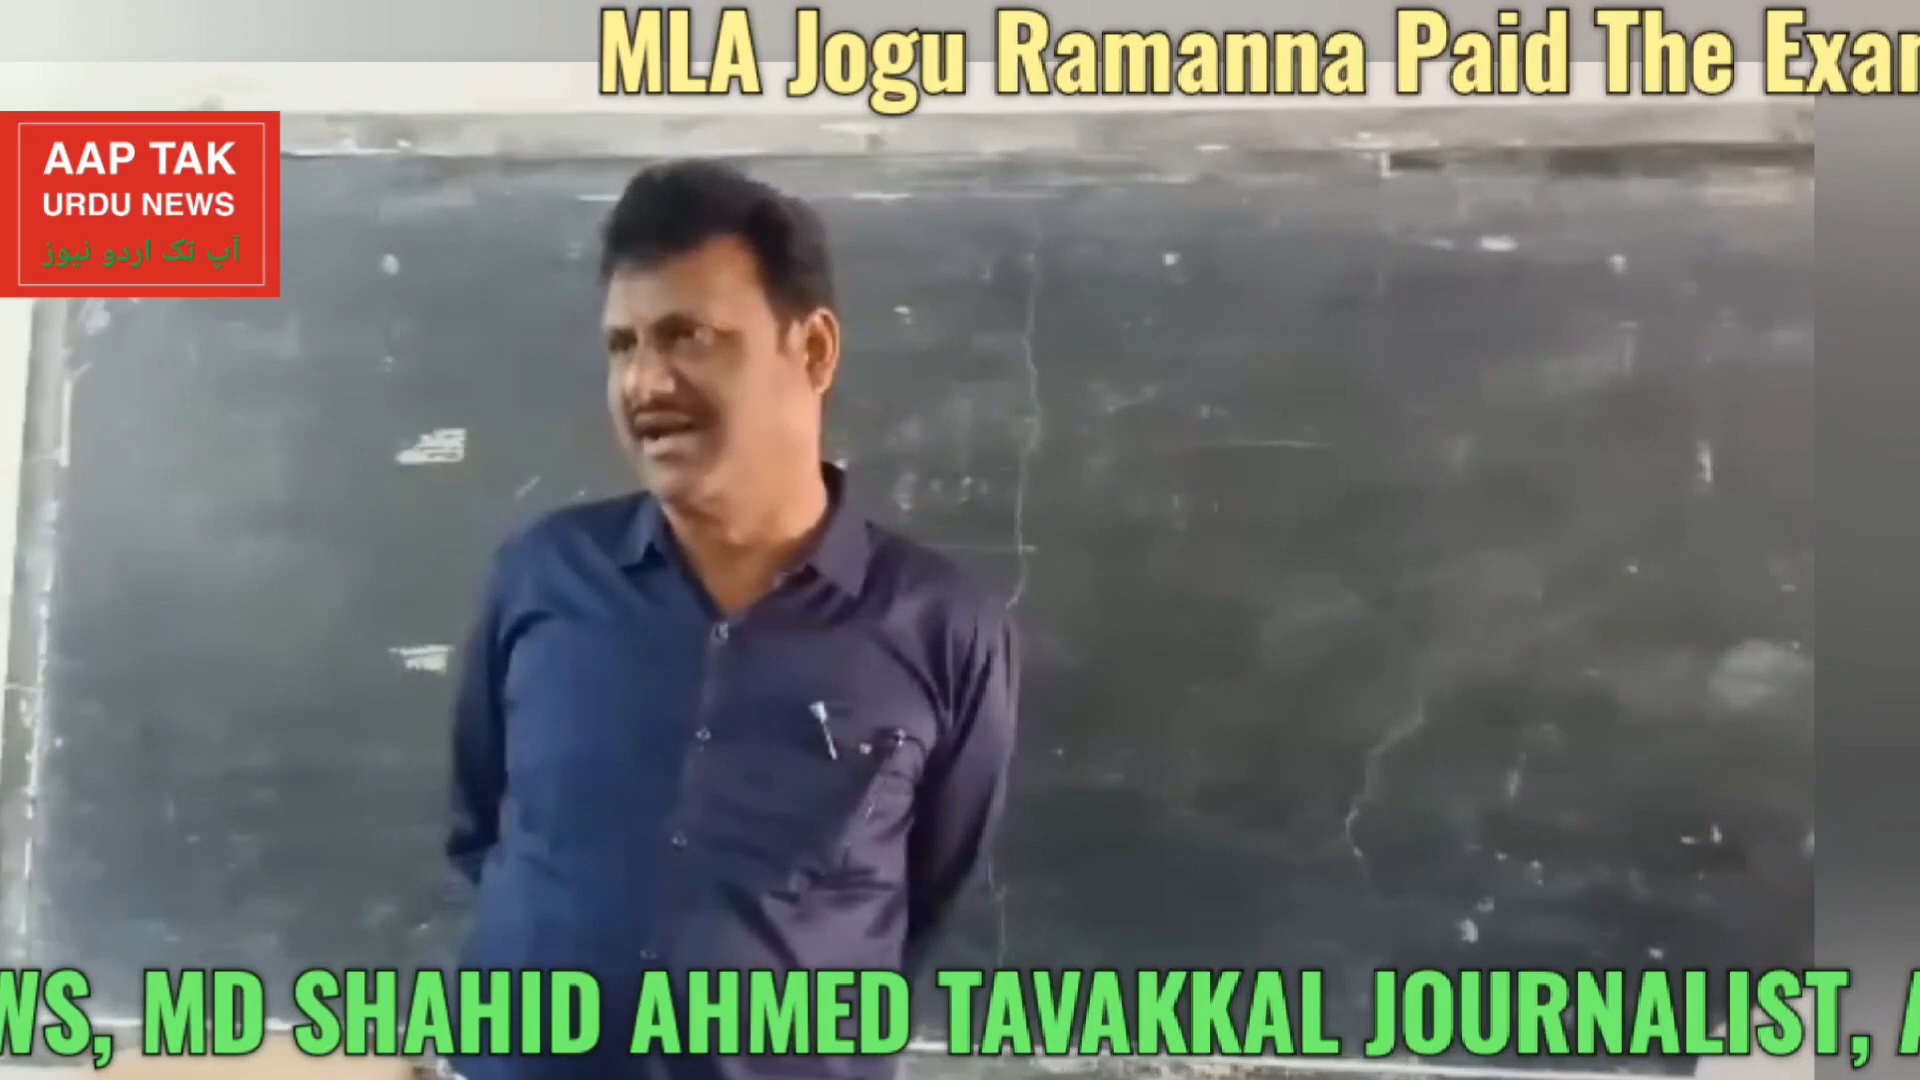 MLA Jogu Ramanna Paid The Exam
AAP TAK
URDU NEWS
آپ تک اردو نیوز
WS, MD SHAHID AHMED TAVAKKAL JOURNALIST, A